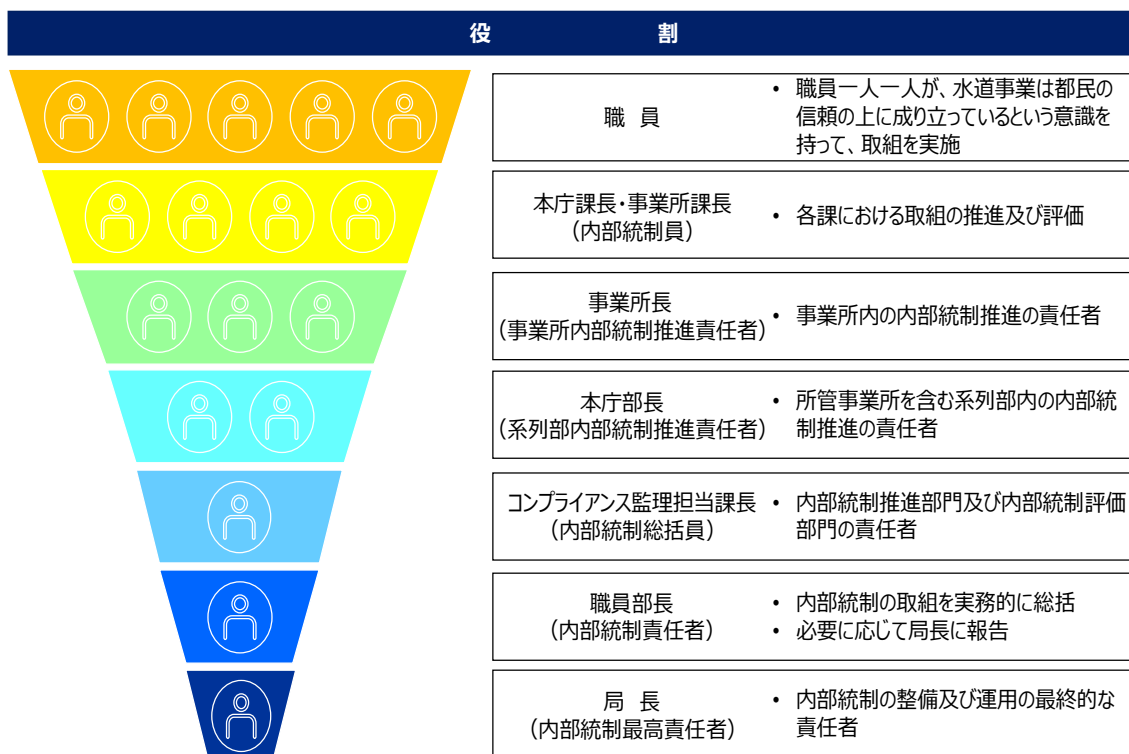 役　割
職　員
• 職員一人一人が、水道事業は都民の
信頼の上に成り立っているという意識を
持って、取組を実施
本庁課長・事業所課長
（内部統制員）
• 各課における取組の推進及び評価
事業所長
（事業所内部統制推進責任者）
• 事業所内の内部統制推進の責任者
本庁部長
（系列部内部統制推進責任者）
• 所管事業所を含む系列部内の内部統
制推進の責任者
コンプライアンス監理担当課長
（内部統制総括員）
• 内部統制推進部門及び内部統制評価
部門の責任者
職員部長
（内部統制責任者）
• 内部統制の取組を実務的に総括
• 必要に応じて局長に報告
局　長
（内部統制最高責任者）
• 内部統制の整備及び運用の最終的な
責任者